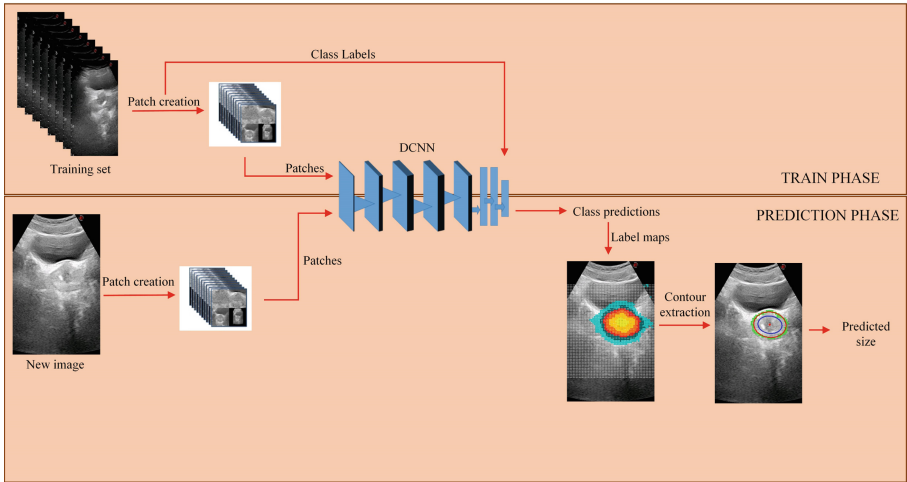 Class Labels
Patch creation
Training set
Patches
DCNN
TRAIN PHASE
PREDICTION PHASE
Class predictions
Label maps
Patches
Patch creation
New image
Contour
extraction
Predicted
size